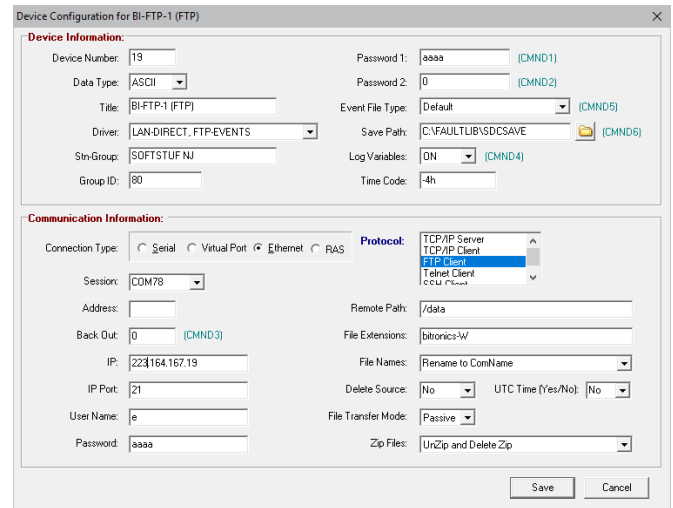 Device Configuration for BI-FTP-1 (FTP)
Device Information:
Device Number: 19 Password 1: aaaa (CMND1)
Data Type: ASCII Password 2: 0 (CMND2)
Title: BI-FTP-1 (FTP) Event File Type: Default (CMND5)
Driver: LAN-DIRECT, FTP-EVENTS Save Path: C:\FAULTLIB\SDCSAVE (CMND6)
Stn-Group: SOFTSTUF NJ Log Variables: ON (CMND4)
Group ID: 80 Time Code: -4h
Communication Information:
Connection Type: Serial Virtual Port Ethernet RAS Protocol: TCP/IP Server
TCP/IP Client
FTP Client
Telnet Client
SSH Client
Session: COM78
Address: Remote Path: /data
Back Out: 0 (CMND3) File Extensions: bitronics-W
IP: 223.164.167.19 File Names: Rename to ComName
IP Port: 21 Delete Source: No UTC Time (Yes/No): No
User Name: e File Transfer Mode: Passive
Password: aaaa Zip Files: UnZip and Delete Zip
Save Cancel